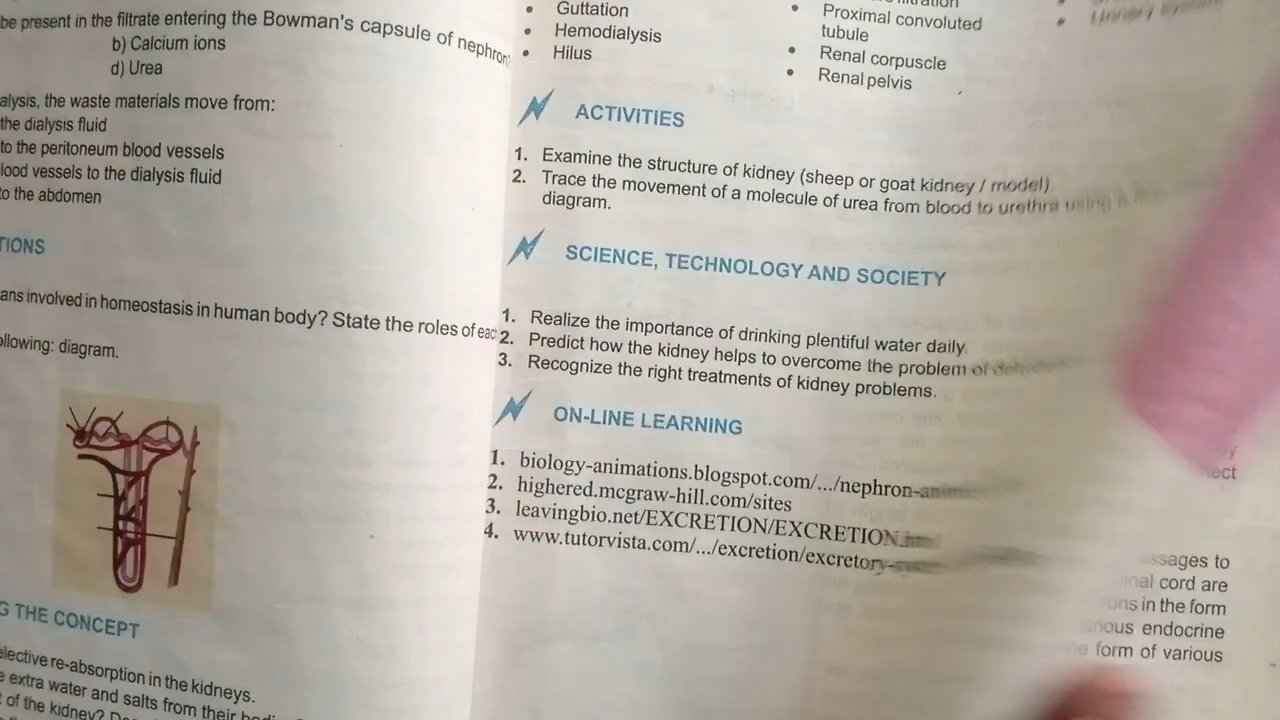 be present in the filtrate entering the Bowman's capsule of nephron
b) Calcium ions
d) Urea
alysis, the waste materials move from:
the dialysis fluid
to the peritoneum blood vessels
lood vessels to the dialysis fluid
to the abdomen
TIONS
ans involved in homeostasis in human body? State the roles of eac
ollowing: diagram.
G THE CONCEPT
elective re-absorption in the kidneys.
e extra water and salts from their
t of the kidney?
• Guttation
• Hemodialysis
• Hilus
• Proximal convoluted
tubule
• Renal corpuscle
• Renal pelvis
ACTIVITIES
1. Examine the structure of kidney (sheep or goat kidney / model)
2. Trace the movement of a molecule of urea from blood to urethra using
diagram.
SCIENCE, TECHNOLOGY AND SOCIETY
1. Realize the importance of drinking plentiful water daily.
2. Predict how the kidney helps to overcome the problem of
3. Recognize the right treatments of kidney problems.
ON-LINE LEARNING
1. biology-animations.blogspot.com/.../nephron-
2. highered.mcgraw-hill.com/sites
3. leavingbio.net/EXCRETION/EXCRETION
4. www.tutorvista.com/.../excretion/excretory-
ect
ssages to
cord are
in the form
endocrine
form of various